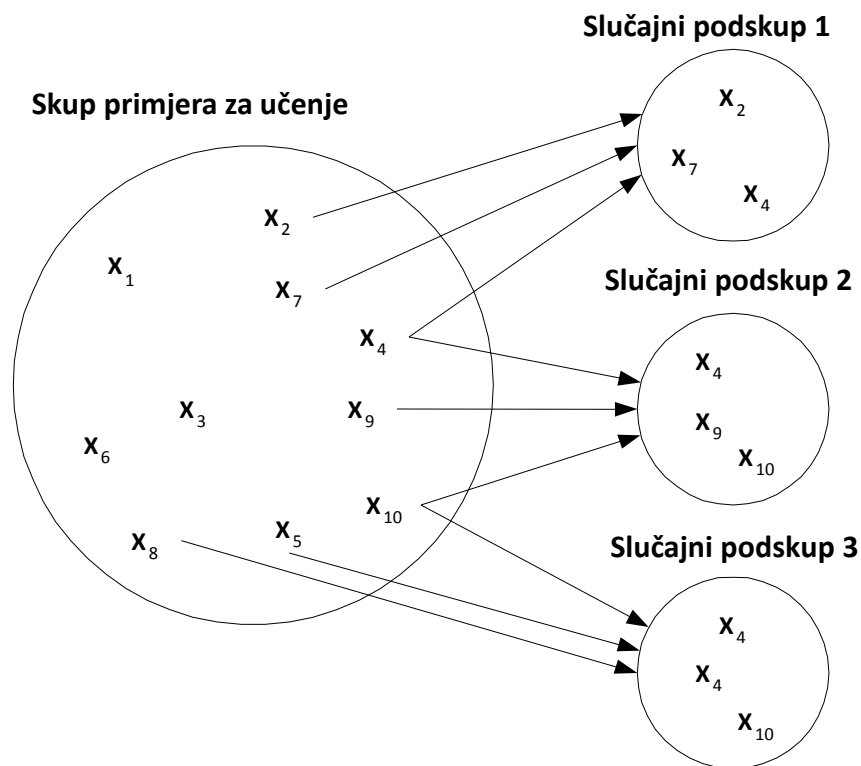 Slučajni podskup 1
Skup primjera za učenje
X2
X7
X4
X2
X1
X7
X4
X3
X9
X6
X10
X5
X8
Slučajni podskup 2
X4
X9
X10
Slučajni podskup 3
X4
X4
X10